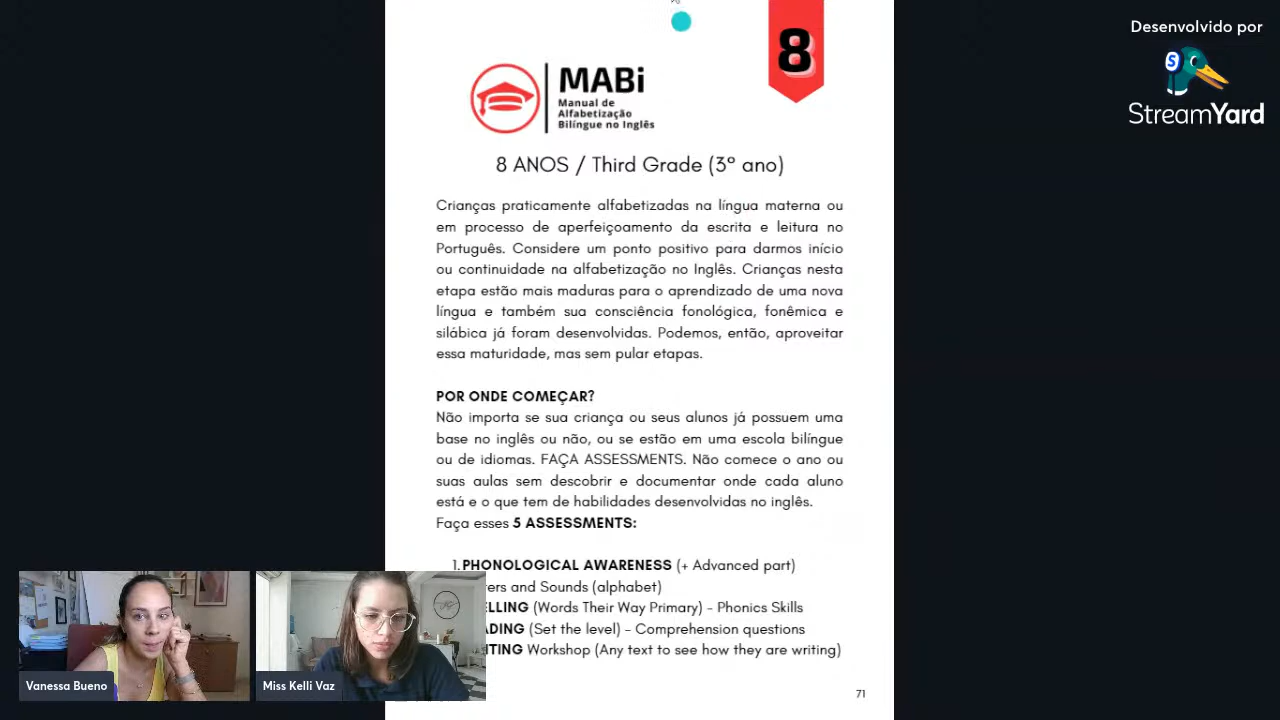 Desenvolvido por
StreamYard
8
MABi
Manual de
Alfabetização
Bilíngue no Inglês
8 ANOS / Third Grade (3° ano)
Crianças praticamente alfabetizadas na língua materna ou
em processo de aperfeiçoamento da escrita e leitura no
Português. Considere um ponto positivo para darmos início
ou continuidade na alfabetização no Inglês. Crianças nesta
etapa estão mais maduras para o aprendizado de uma nova
língua e também sua consciência fonológica, fonêmica e
silábica já foram desenvolvidas. Podemos, então, aproveitar
essa maturidade, mas sem pular etapas.
POR ONDE COMEÇAR?
Não importa se sua criança ou seus alunos já possuem uma
base no inglês ou não, ou se estão em uma escola bilíngue
ou de idiomas. FAÇA ASSESSMENTS. Não comece o ano ou
suas aulas sem descobrir e documentar onde cada aluno
está e o que tem de habilidades desenvolvidas no inglês.
Faça esses 5 ASSESSMENTS:
1. PHONOLOGICAL AWARENESS (+ Advanced part)
ers and Sounds (alphabet)
ELLING (Words Their Way Primary) - Phonics Skills
ADING (Set the level) - Comprehension questions
TING Workshop (Any text to see how they are writing)
71
Vanessa Bueno
Miss Kelli Vaz